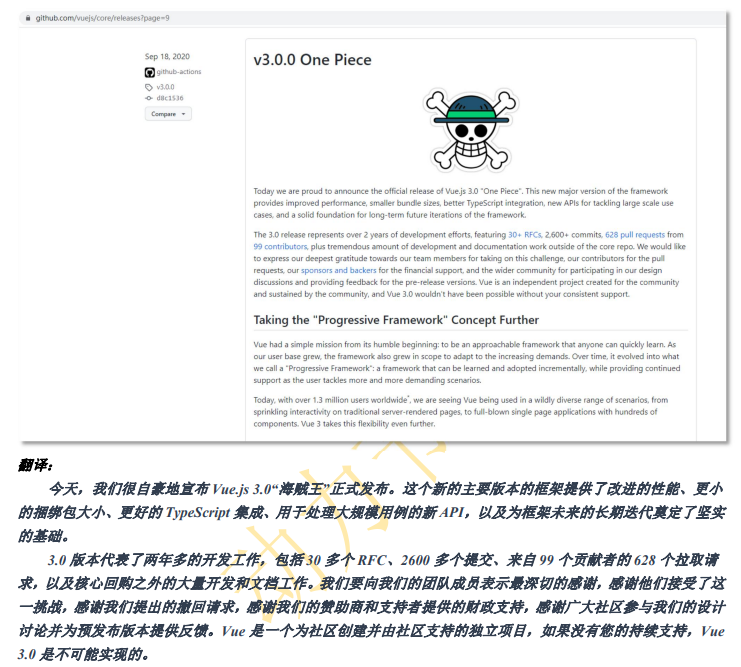 github.com/vuejs/core/releases?page=9
Sep 18, 2020
github-actions
v3.0.0
d8c1536
Compare
v3.0.0 One Piece
Today we are proud to announce the official release of Vue.js 3.0 "One Piece". This new major version of the framework
provides improved performance, smaller bundle sizes, better TypeScript integration, new APIs for tackling large scale use
cases, and a solid foundation for long-term future iterations of the framework.
The 3.0 release represents over 2 years of development efforts, featuring 30+ RFCs, 2,600+ commits, 628 pull requests from
99 contributors, plus tremendous amount of development and documentation work outside of the core repo. We would like
to express our deepest gratitude towards our team members for taking on this challenge, our contributors for the pull
requests, our sponsors and backers for the financial support, and the wider community for participating in our design
discussions and providing feedback for the pre-release versions. Vue is an independent project created for the community
and sustained by the community, and Vue 3.0 wouldn't have been possible without your consistent support.
Taking the "Progressive Framework" Concept Further
Vue had a simple mission from its humble beginning: to be an approachable framework that anyone can quickly learn. As
our user base grew, the framework also grew in scope to adapt to the increasing demands. Over time, it evolved into what
we call a "Progressive Framework": a framework that can be learned and adopted incrementally, while providing continued
support as the user tackles more and more demanding scenarios.
Today, with over 1.3 million users worldwide*, we are seeing Vue being used in a wildly diverse range of scenarios, from
sprinkling interactivity on traditional server-rendered pages, to full-blown single page applications with hundreds of
components. Vue 3 takes this flexibility even further.
翻译：
今天，我们很自豪地宣布 Vue.js 3.0“海贼王”正式发布。这个新的主要版本的框架提供了改进的性能、更小
的捆绑包大小、更好的 TypeScript 集成、用于处理大规模用例的新 API，以及为框架未来的长期迭代奠定了坚实
的基础。
3.0 版本代表了两年多的开发工作，包括 30 多个 RFC、2600 多个提交、来自 99 个贡献者的 628 个拉取请
求，以及核心回购之外的大量开发和文档工作。我们要向我们的团队成员表示最深切的感谢，感谢他们接受了这
一挑战，感谢我们提出的撤回请求，感谢我们的赞助商和支持者提供的财政支持，感谢广大社区参与我们的设计
讨论并为预发布版本提供反馈。Vue 是一个为社区创建并由社区支持的独立项目，如果没有您的持续支持，Vue
3.0 是不可能实现的。